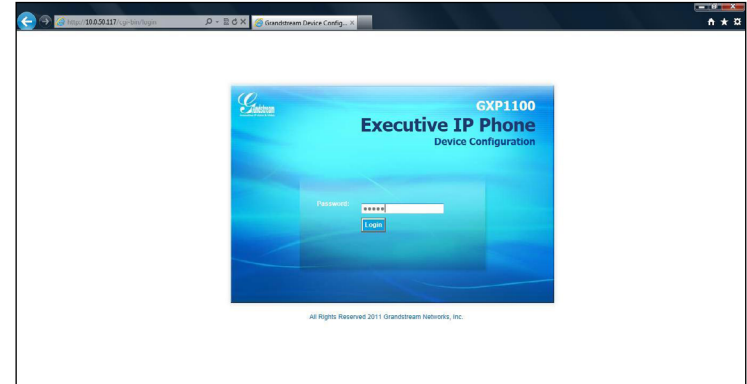 http://10.0.50.117/cgi-bin/login
Grandstream Device Config...
Grandstream
GXP1100
Executive IP Phone
Device Configuration
Password:
•••••
Login
All Rights Reserved 2011 Grandstream Networks, Inc.